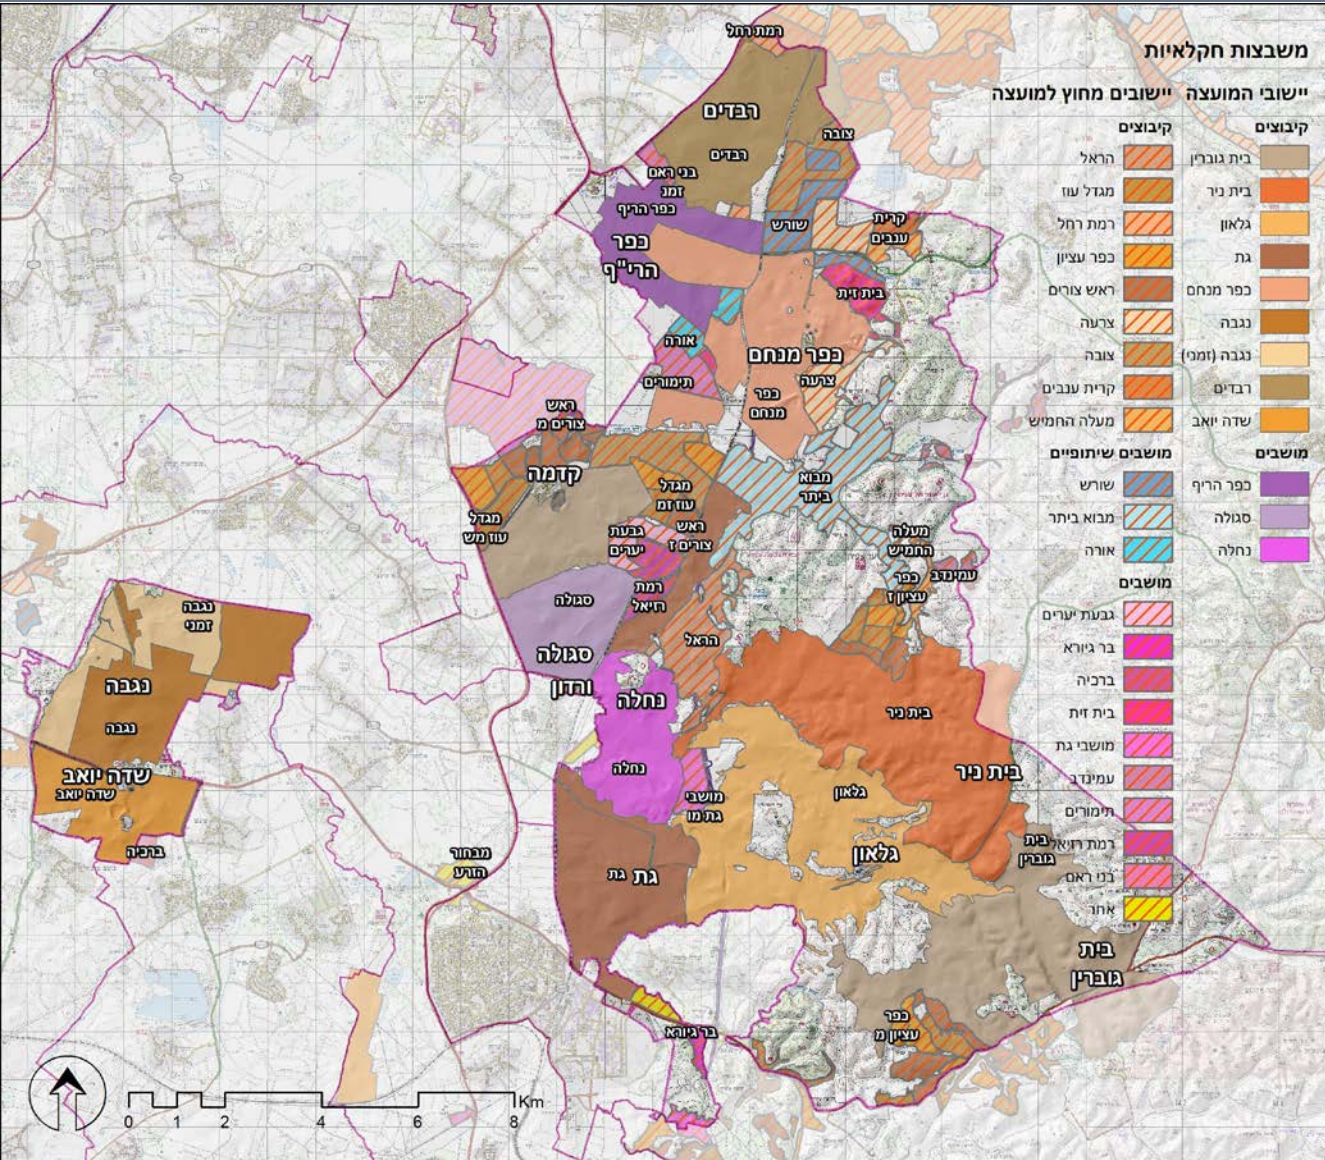 משבצות חקלאיות
יישובי המועצה
קיבוצים
בית גוברין
בית ניר
גלאון
גת
כפר מנחם
נגבה
נגבה (זמני)
רבדים
שדה יואב
מושבים
כפר הריף
סגולה
נחלה
יישובים מחוץ למועצה
קיבוצים
הראל
מגדל עוז
רמת רחל
כפר עציון
ראש צורים
צרעה
צובה
קרית ענבים
מעלה החמיש
מושבים שיתופיים
שורש
מבוא ביתר
אורה
מושבים
גבעת יערים
בר גיורא
ברכיה
בית זית
מושבי גת
עמינדב
תימורים
רמת רזיאל
בני ראם
אחר
רמת רחל
רבדים
רבדים
צובה
בני ראם
זמנ
כפר הריף
כפר
הרי"ף
שורש
קרית
ענבים
בית זית
אורה
תימורים
כפר מנחם
כפר
מנחם
צרעה
ראש
צורים מ
קדמה
מגדל
עוז מש
מגדל
עוז זמ
ראש
צורים ז
גבעת
יערים
רמת
רזיאל
מבוא
ביתר
מעלה
החמיש
כפר
עציון ז
עמינדב
סגולה
סגולה
ורדון
הראל
נחלה
נחלה
מושבי
גת מו
בית ניר
בית ניר
גלאון
גלאון
בית
גוברין
בית
גוברין
גת
גת
כפר
עציון מ
בר גיורא
מבחור
הזרע
נגבה
זמני
נגבה
נגבה
שדה יואב
שדה יואב
ברכיה
0 1 2 4 6 8 Km